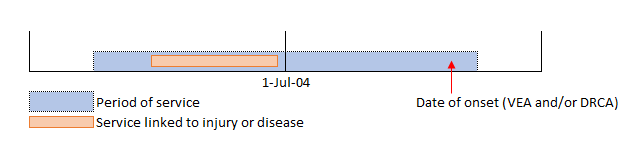 1-Jul-04
Period of service
Date of onset (VEA and/or DRCA)
Service linked to injury or disease